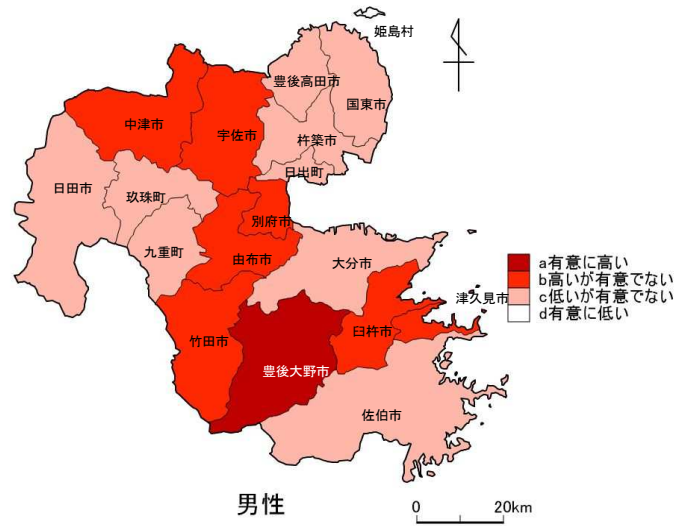 姫島村
豊後高田市
国東市
中津市
宇佐市
杵築市
日出町
日田市
玖珠町
別府市
九重町
由布市
大分市
a有意に高い
b高いが有意でない
c低いが有意でない
d有意に低い
津久見市
臼杵市
竹田市
豊後大野市
佐伯市
男性
0 20km